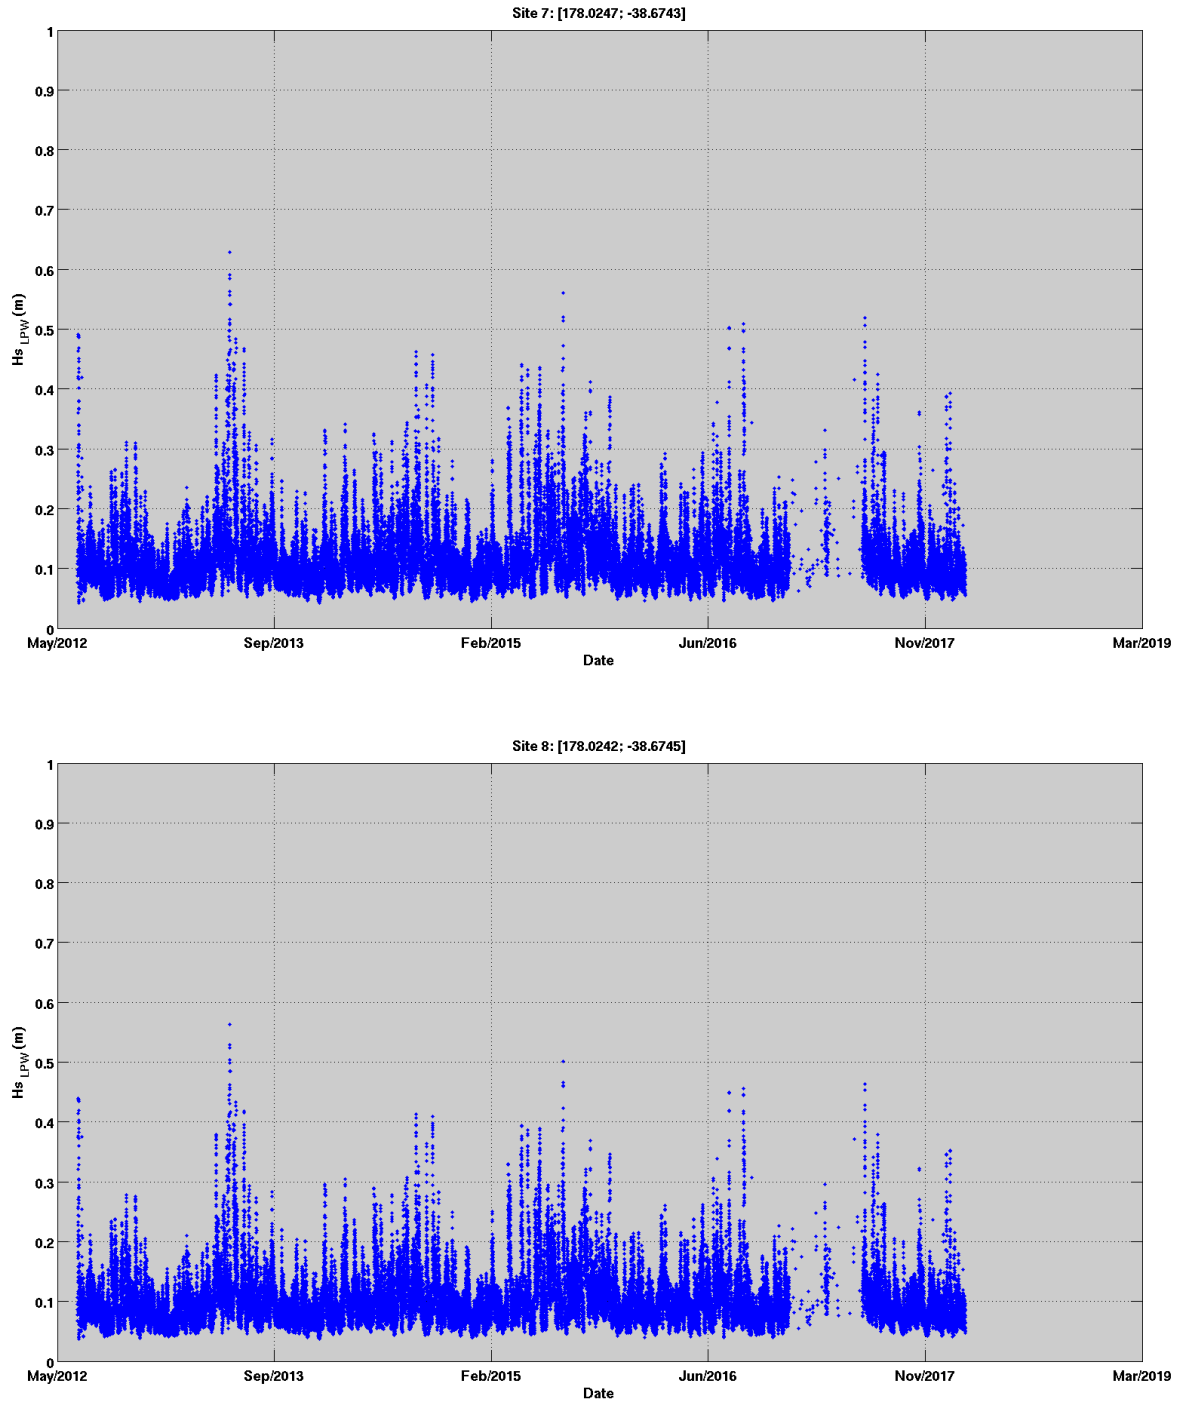 Site 7: [178.0247; -38.6743]
1
0.9
0.8
0.7
0.6
0.5
0.4
0.3
0.2
0.1
0
Hs LPW (m)
May/2012 Sep/2013 Feb/2015 Jun/2016 Nov/2017 Mar/2019
Date
Site 8: [178.0242; -38.6745]
1
0.9
0.8
0.7
0.6
0.5
0.4
0.3
0.2
0.1
0
Hs LPW (m)
May/2012 Sep/2013 Feb/2015 Jun/2016 Nov/2017 Mar/2019
Date